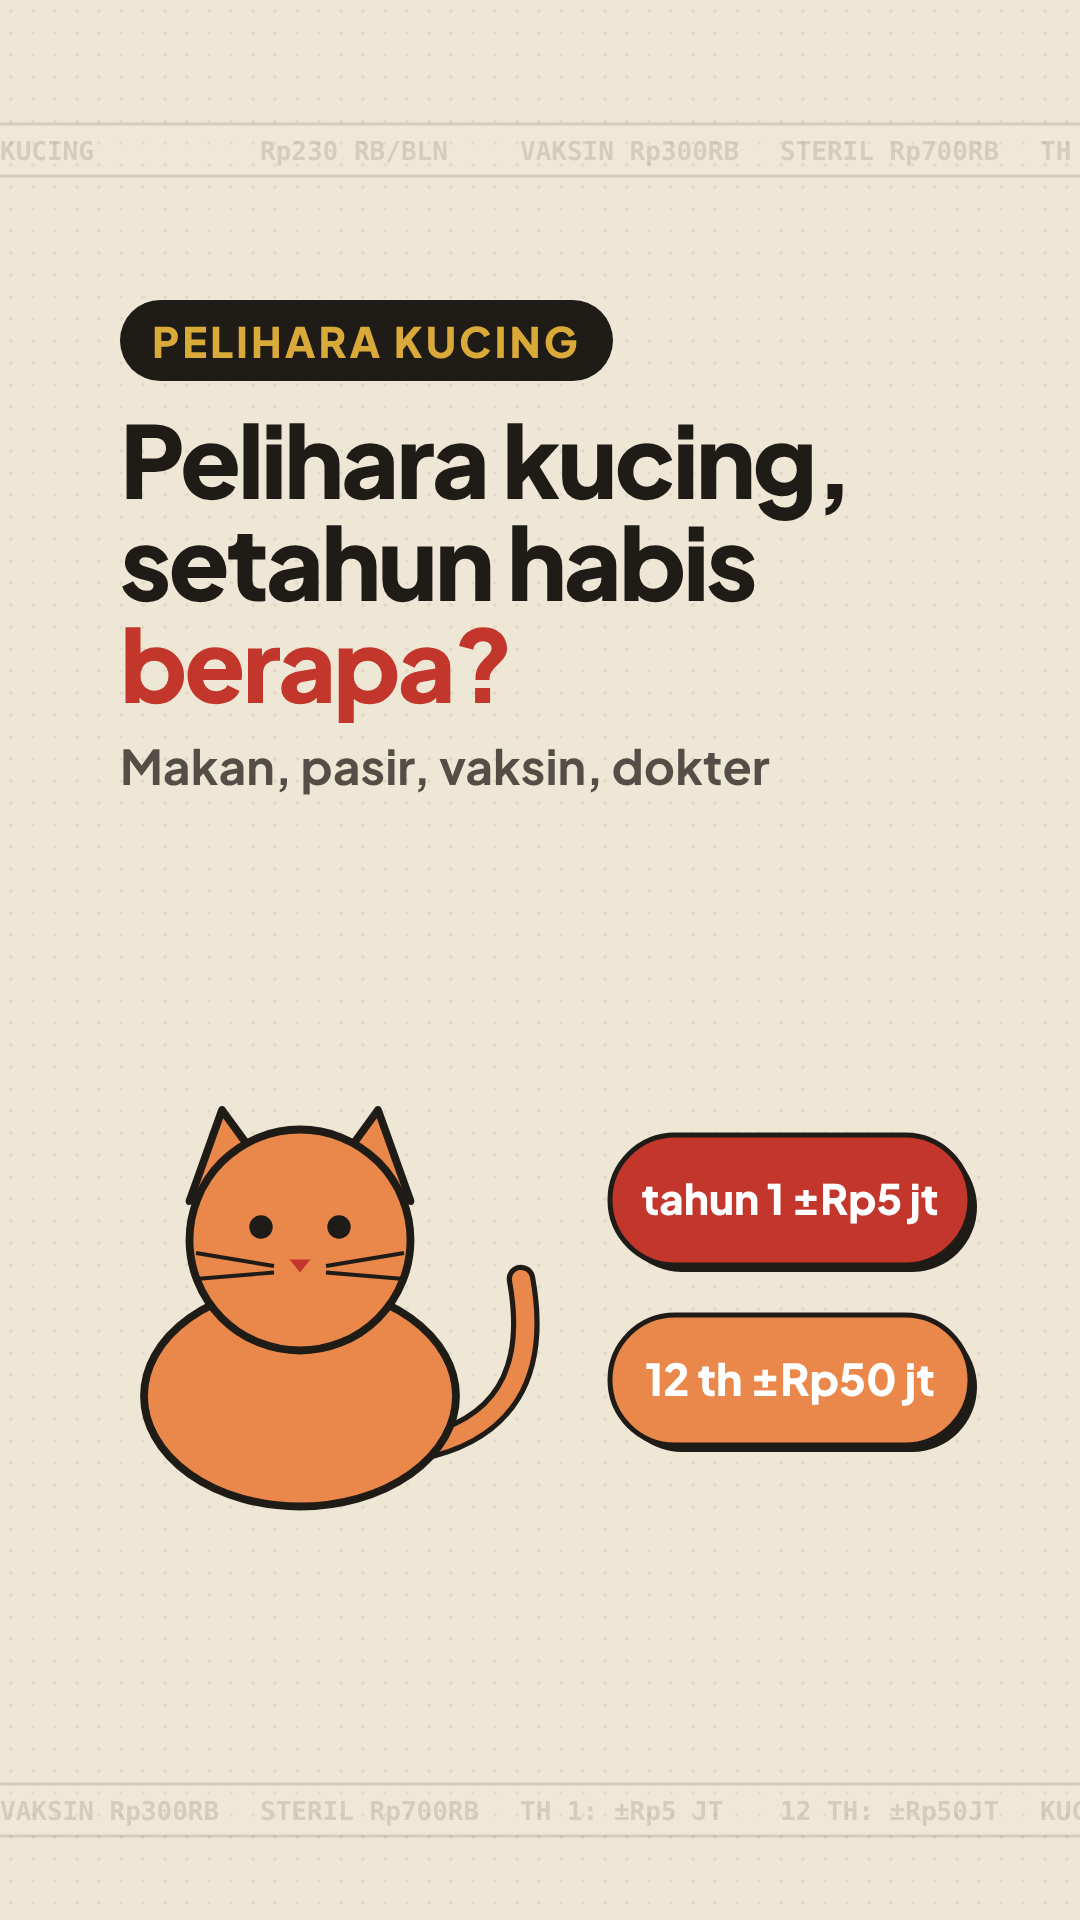 KUCING Rp230 RB/BLN VAKSIN Rp300RB STERIL Rp700RB TH
PELIHARA KUCING
Pelihara kucing,
setahun habis
berapa?
Makan, pasir, vaksin, dokter
tahun 1 ±Rp5 jt
12 th ±Rp50 jt
VAKSIN Rp300RB STERIL Rp700RB TH 1: ±Rp5 JT 12 TH: ±Rp50JT KUC